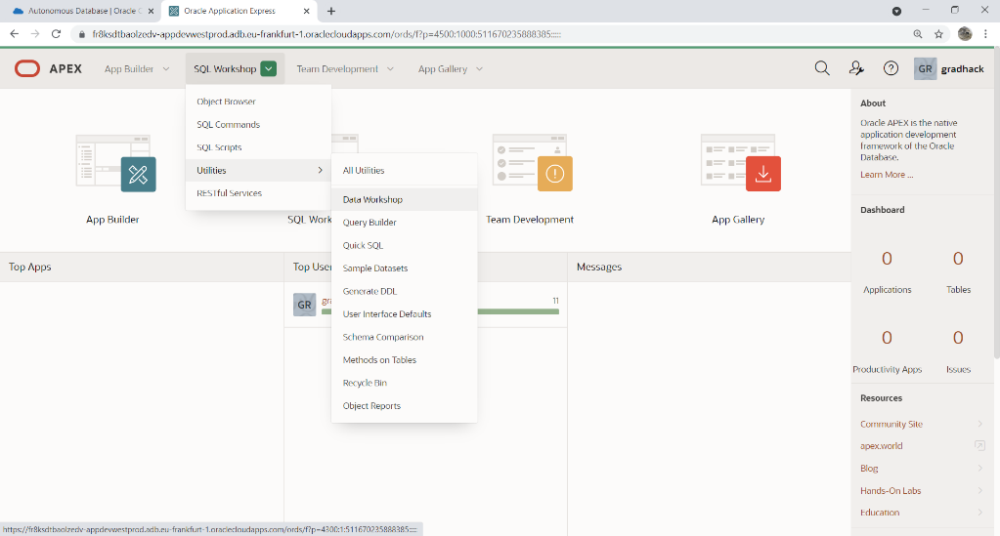 Autonomous Database | Oracle C
Oracle Application Express
fr8ksdtbaolzedv-appdevwestprod.adb.eu-frankfurt-1.oraclecloudapps.com/ords/f?p=4500:1000:511670235888385:::::
APEX
App Builder
SQL Workshop
Team Development
App Gallery
GR
gradhack
Object Browser
SQL Commands
SQL Scripts
Utilities
RESTful Services
All Utilities
Data Workshop
Query Builder
Quick SQL
Sample Datasets
Generate DDL
User Interface Defaults
Schema Comparison
Methods on Tables
Recycle Bin
Object Reports
App Builder
SQL Work
Team Development
App Gallery
Top Apps
Top User
Messages
GR
gr
11
About
Oracle APEX is the native
application development
framework of the Oracle
Database.
Learn More ...
Dashboard
0
0
Applications
Tables
0
0
Productivity Apps
Issues
Resources
Community Site
apex.world
Blog
Hands-On Labs
Education
https://fr8ksdtbaolzedv-appdevwestprod.adb.eu-frankfurt-1.oraclecloudapps.com/ords/f?p=4300:1:511670235888385::::